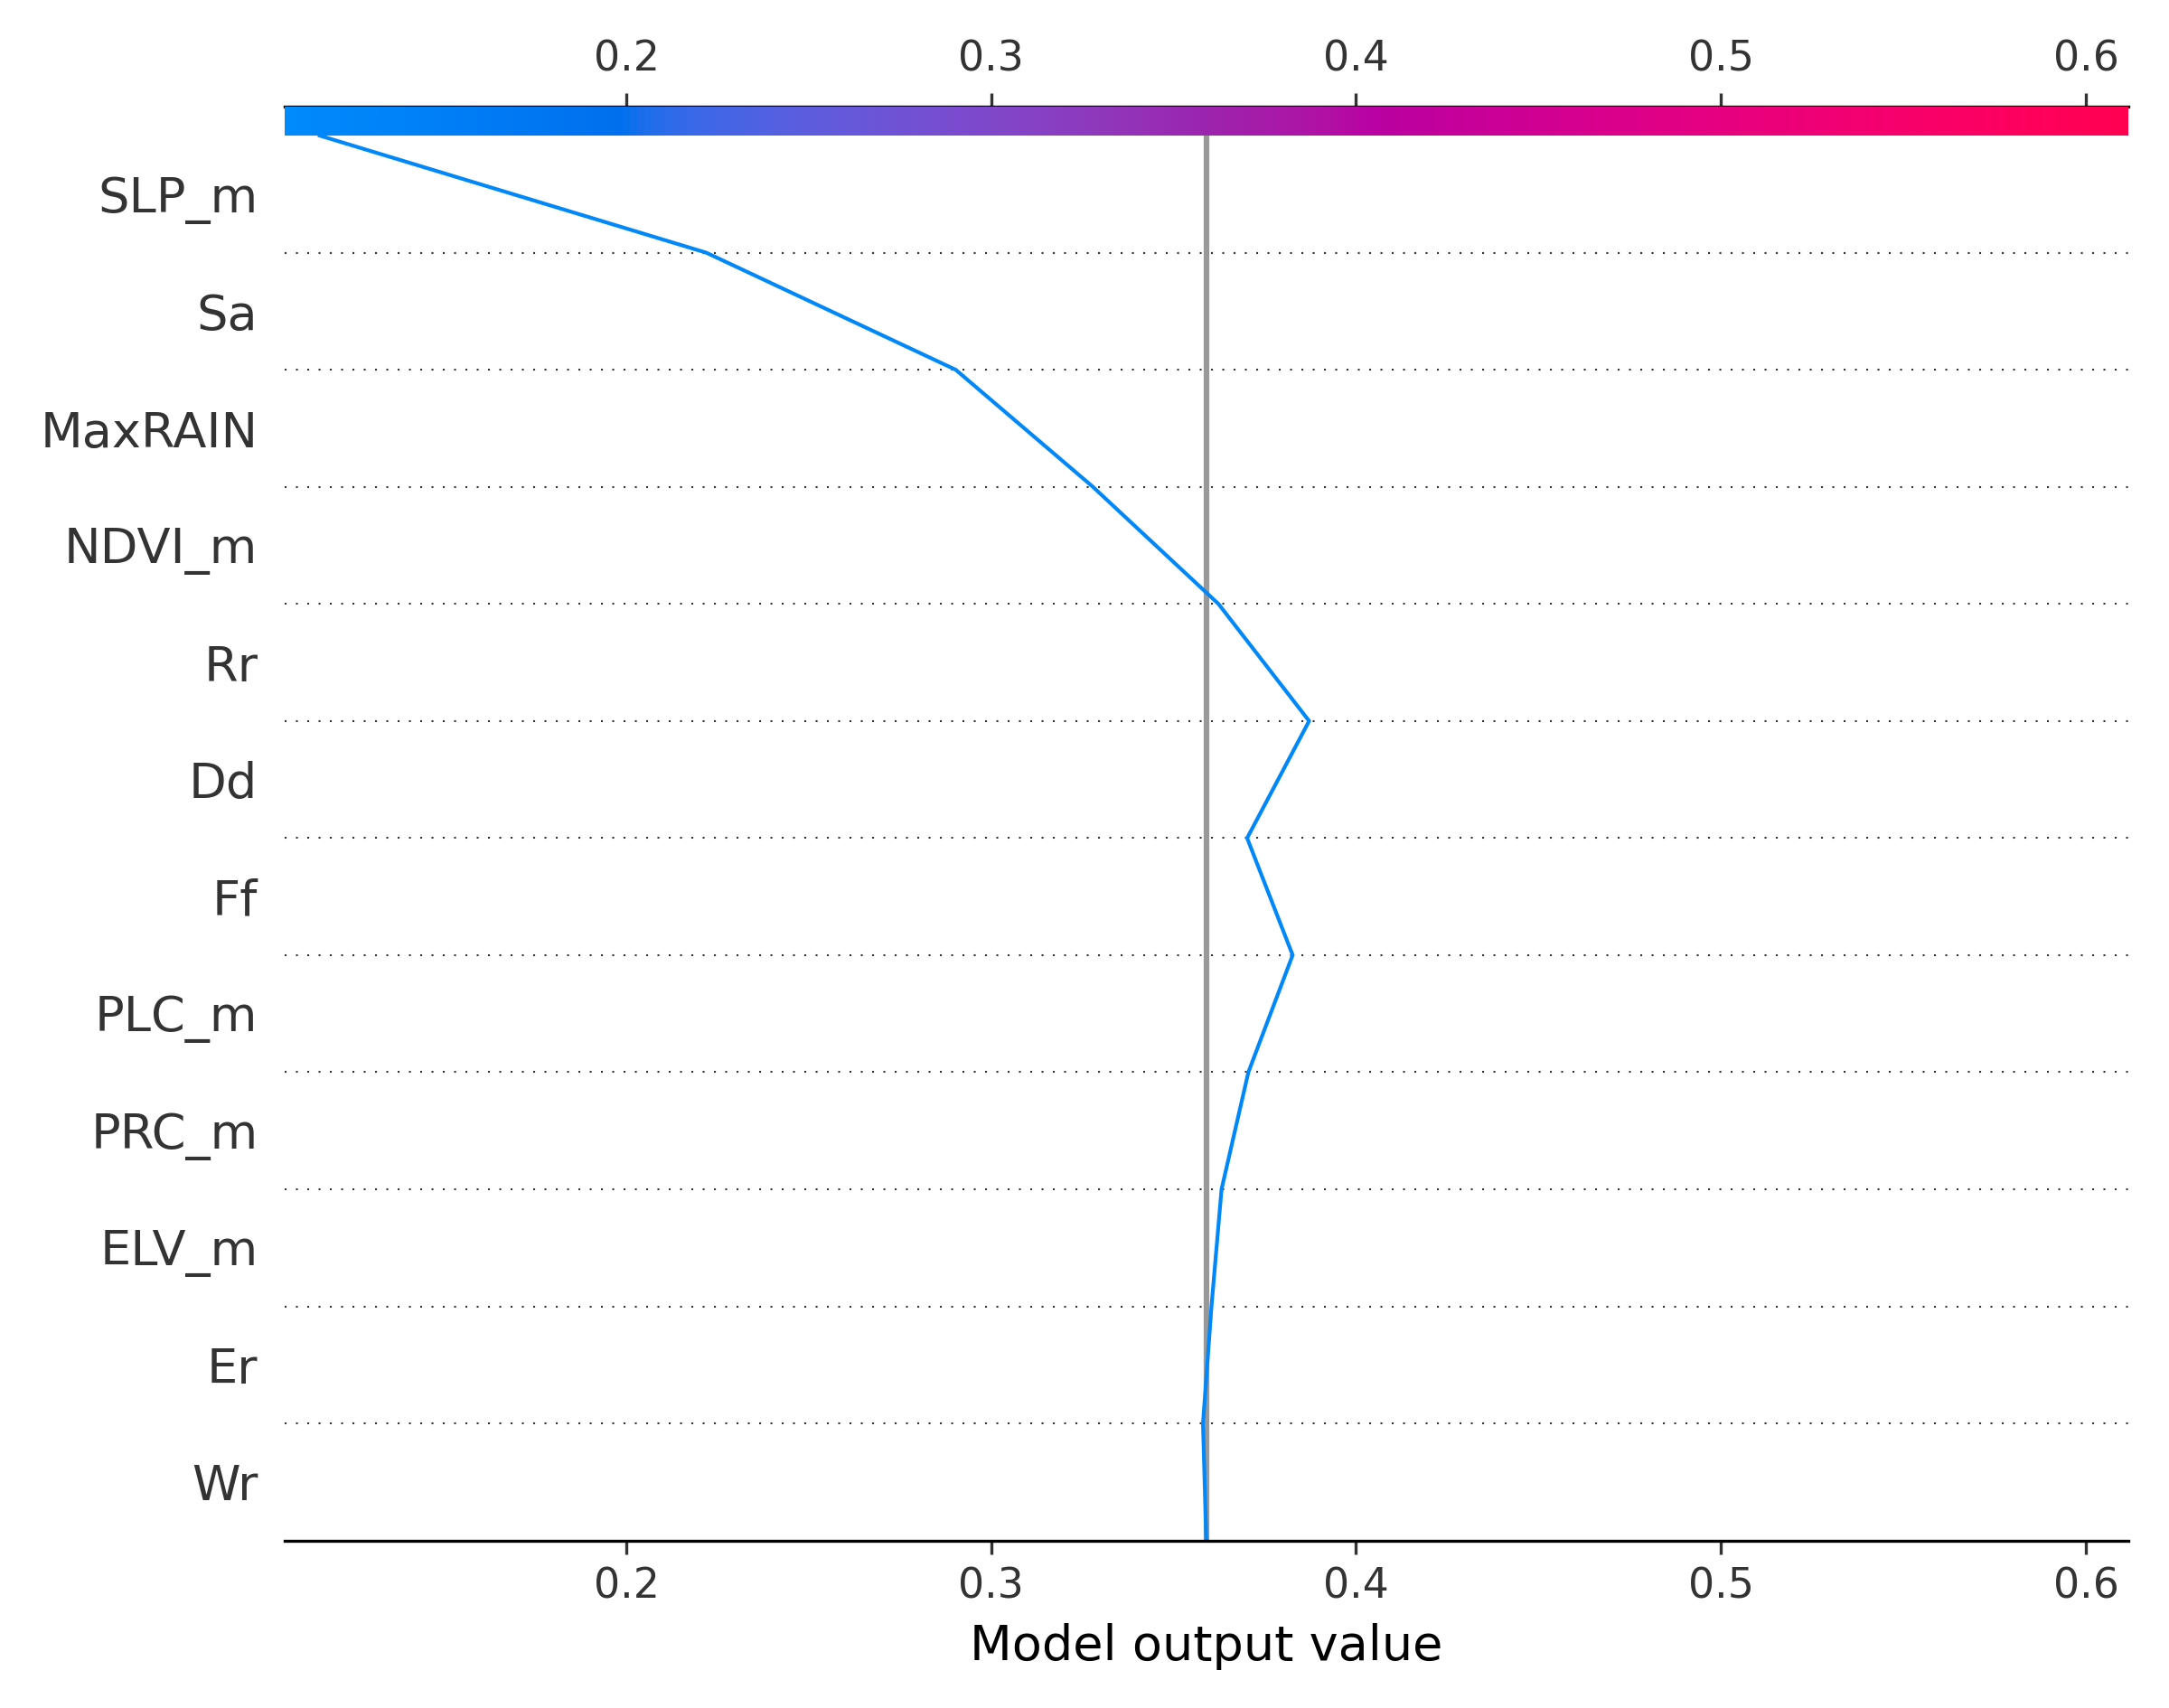 0.2 0.3 0.4 0.5 0.6
SLP_m
Sa
MaxRAIN
NDVI_m
Rr
Dd
Ff
PLC_m
PRC_m
ELV_m
Er
Wr
0.2 0.3 0.4 0.5 0.6
Model output value